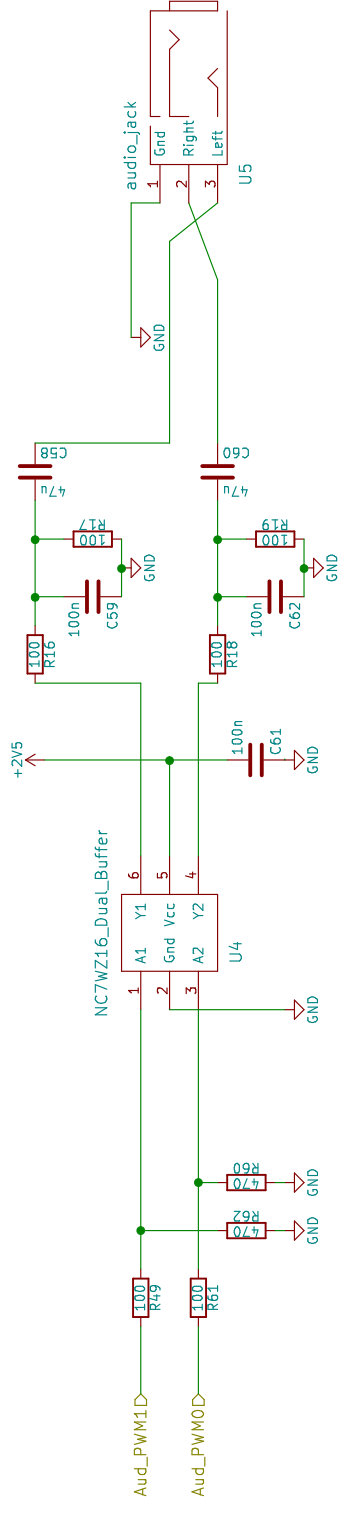 audio_jack
Gnd
Right
Left
1
2
3
U5
GND
C58
47u
C60
47u
R17
100
R19
100
GND
GND
100n
C59
100n
C62
100
R16
100
R18
+2V5
100n
C61
GND
NC7WZ16_Dual_Buffer
6
5
4
Y1
Vcc
Y2
A1
Gnd
A2
U4
1
2
3
GND
R60
470
GND
R62
470
GND
100
R49
100
R61
Aud_PWM1
Aud_PWM0